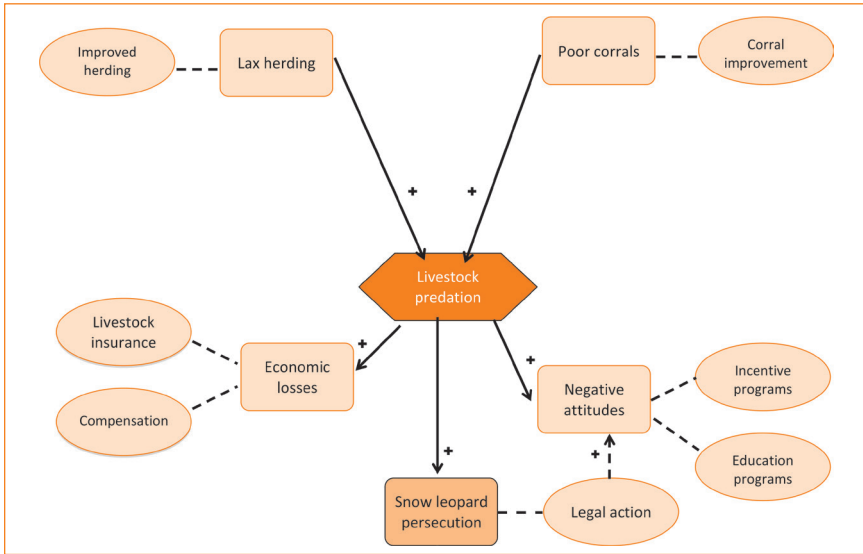 Improved
herding
Lax herding
Poor corrals
Corral
improvement
+
+
Livestock
predation
Livestock
insurance
Compensation
Economic
losses
+
+
Negative
attitudes
Incentive
programs
Education
programs
+
+
Snow leopard
persecution
Legal action